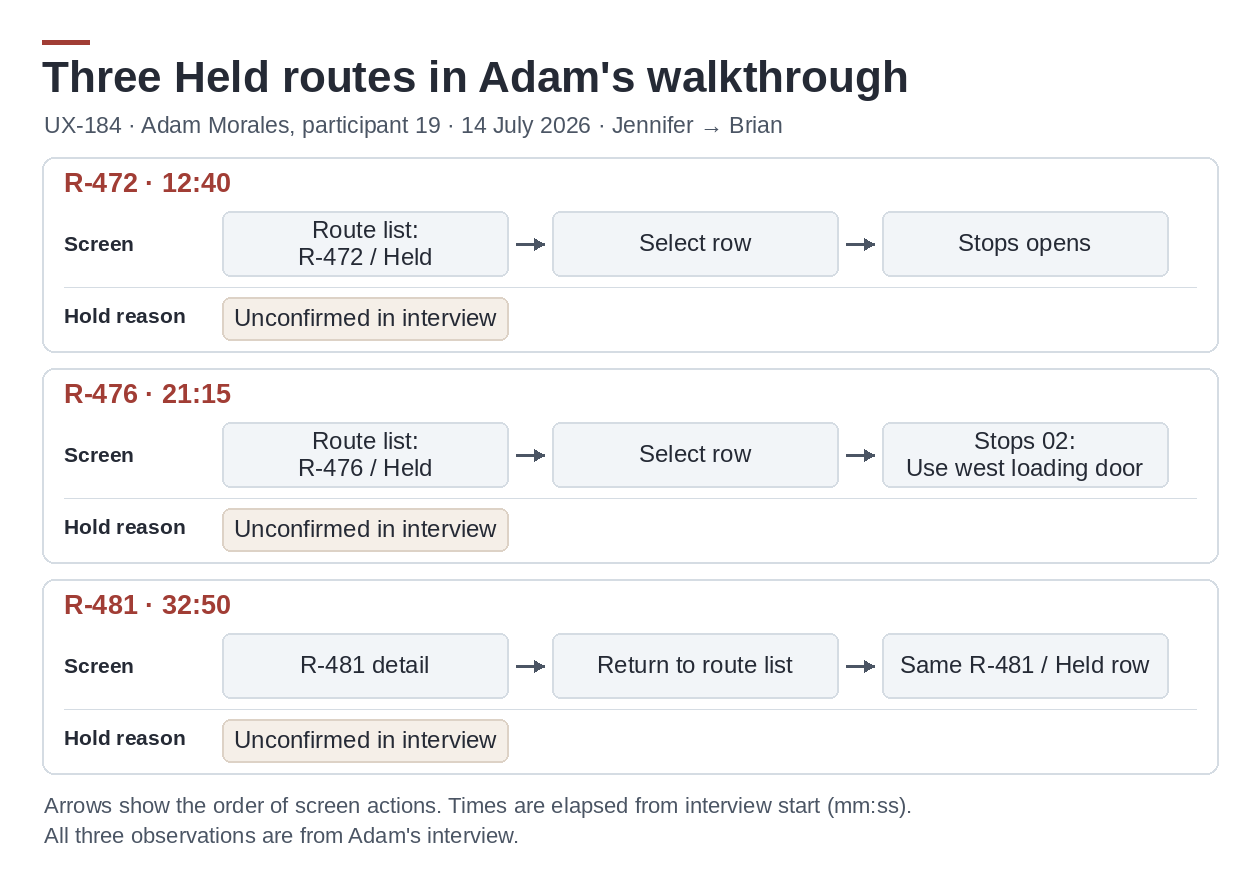 Three Held routes in Adam's walkthrough
UX-184 · Adam Morales, participant 19 · 14 July 2026 · Jennifer → Brian
R-472 · 12:40
Screen
Route list:
R-472 / Held
Select row
Stops opens
Hold reason
Unconfirmed in interview
R-476 · 21:15
Screen
Route list:
R-476 / Held
Select row
Stops 02:
Use west loading door
Hold reason
Unconfirmed in interview
R-481 · 32:50
Screen
R-481 detail
Return to route list
Same R-481 / Held row
Hold reason
Unconfirmed in interview
Arrows show the order of screen actions. Times are elapsed from interview start (mm:ss).
All three observations are from Adam's interview.